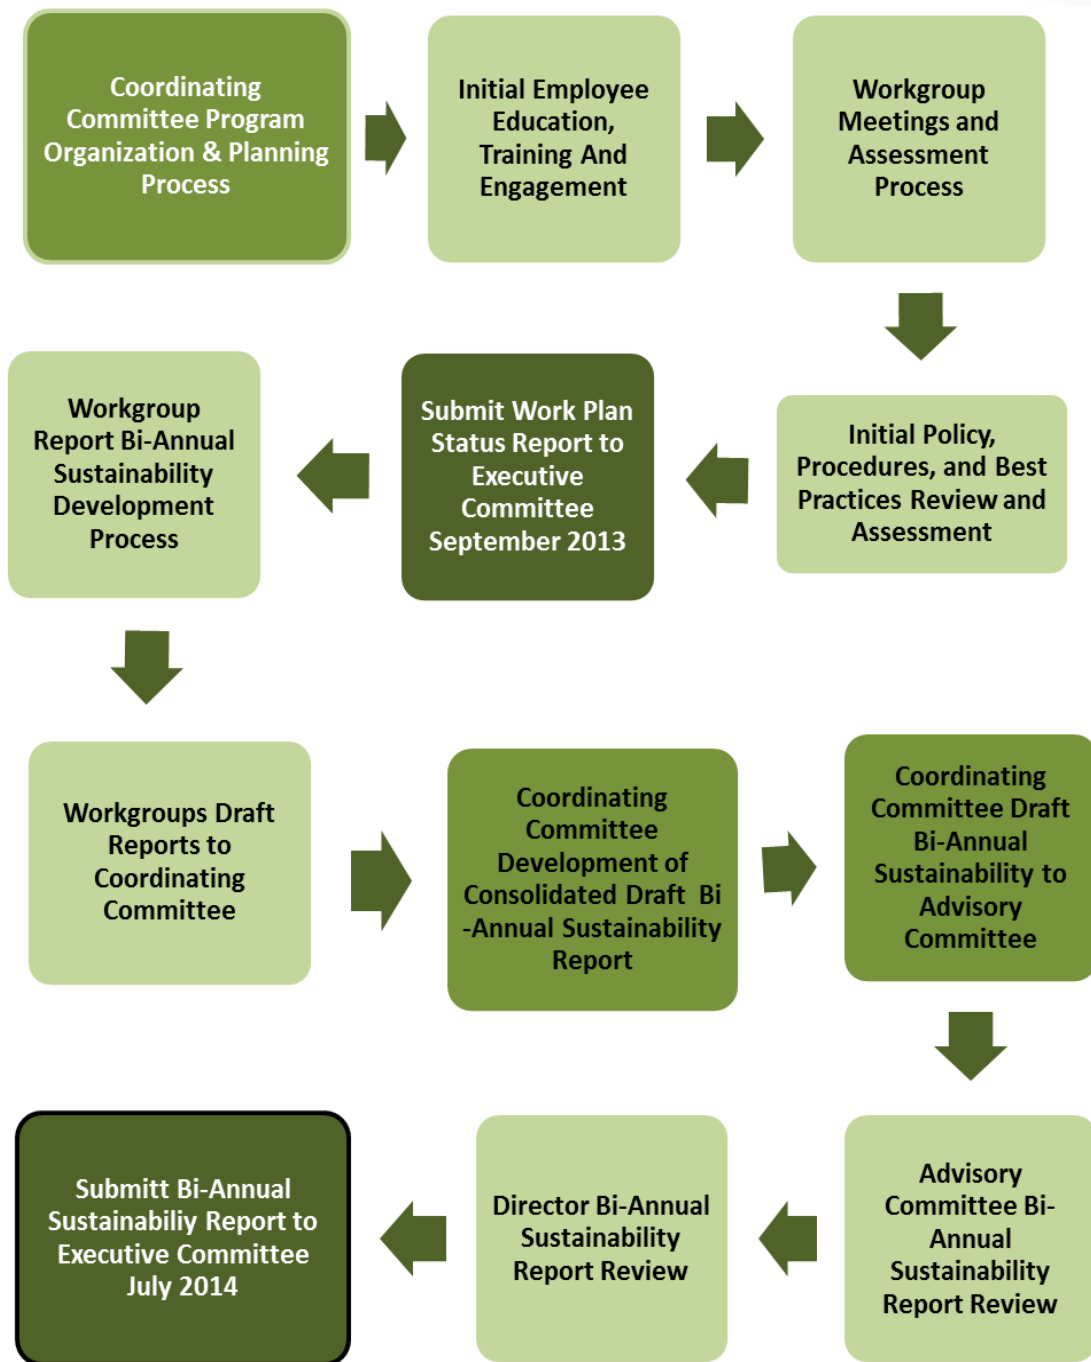 Coordinating
Committee Program
Organization & Planning
Process
Initial Employee
Education,
Training And
Engagement
Workgroup
Meetings and
Assessment
Process
Initial Policy,
Procedures, and Best
Practices Review and
Assessment
Submit Work Plan
Status Report to
Executive
Committee
September 2013
Workgroup
Report Bi-Annual
Sustainability
Development
Process
Workgroups Draft
Reports to
Coordinating
Committee
Coordinating
Committee
Development of
Consolidated Draft Bi
-Annual Sustainability
Report
Coordinating
Committee Draft
Bi-Annual
Sustainability to
Advisory
Committee
Advisory
Committee Bi-
Annual
Sustainability
Report Review
Director Bi-Annual
Sustainability
Report Review
Submitt Bi-Annual
Sustainabiliy Report to
Executive Committee
July 2014